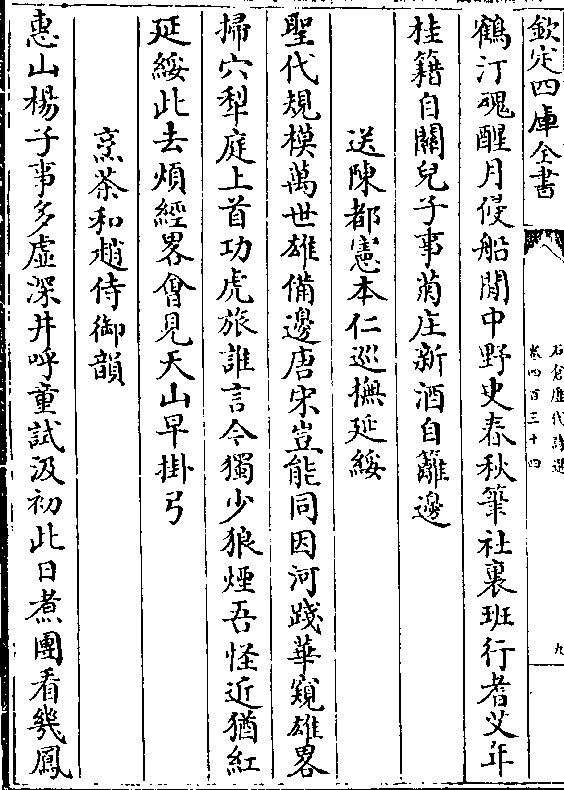 欽定四庫全書
石倉歷代詩選
卷四百三十四
九
鶴汀魂醒月侵船閒中野史春秋筆社裏班行耆艾年
桂籍自關兒子事菊庄新酒自籬邊
送陳都憲本仁巡撫延綏
聖代規模萬世雄備邊唐宋豈能同因河踐華窺雄畧
掃穴犁庭上首功虎旅誰言今獨少狼煙吾怪近猶紅
延綏此去煩經畧會見天山早掛弓
烹茶和趙侍御韻
惠山楊子事多虛深井呼童試汲初此日煮團看幾鳳